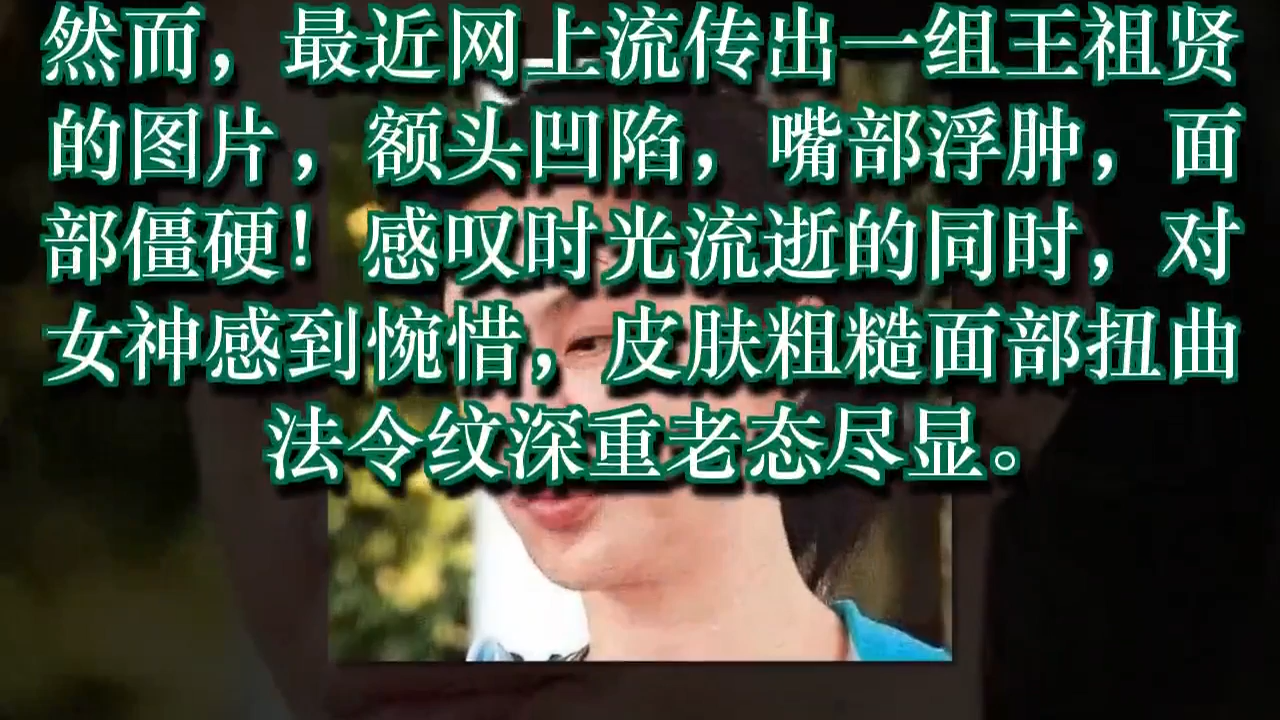 然而，最近网上流传出一组王祖贤
的图片，额头凹陷，嘴部浮肿，面
部僵硬！感叹时光流逝的同时，对
女神感到惋惜，皮肤粗糙面部扭曲
法令纹深重老态尽显。